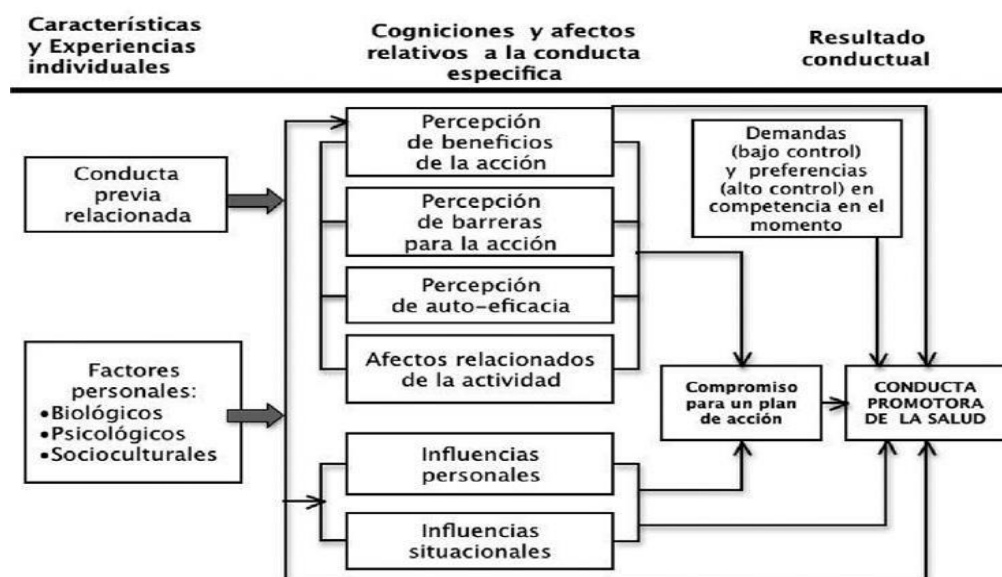 Características
y Experiencias
individuales
Cogniciones y afectos
relativos a la conducta
especifica
Resultado
conductual
Conducta
previa
relacionada
Factores
personales:
•Biológicos
•Psicológicos
•Socioculturales
Percepción
de beneficios
de la acción
Percepción
de barreras
para la acción
Percepción
de auto-eficacia
Afectos relacionados
de la actividad
Influencias
personales
Influencias
situacionales
Demandas
(bajo control)
y preferencias
(alto control) en
competencia en el
momento
Compromiso
para un plan
de acción
CONDUCTA
PROMOTORA
DE LA SALUD